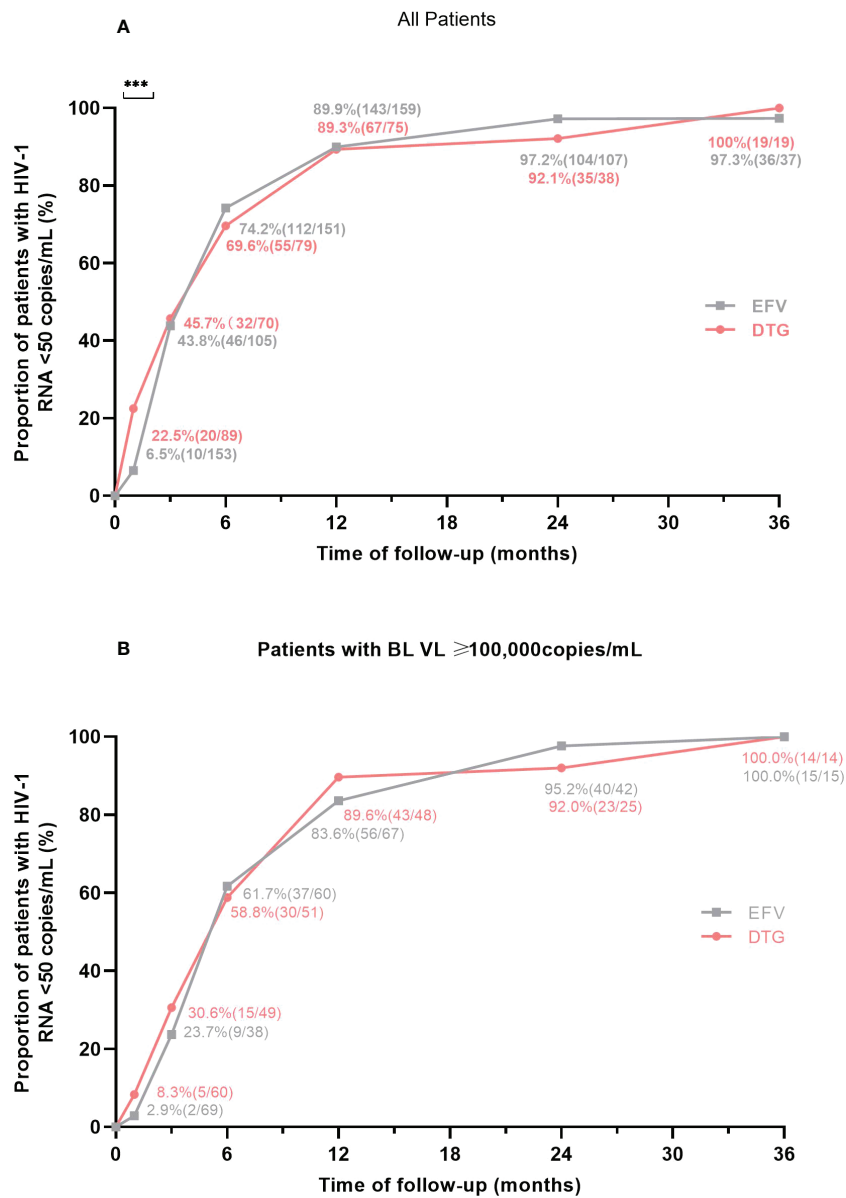 A
All Patients
***
Proportion of patients with HIV-1
RNA <50 copies/mL (%)
100
80
60
40
20
0
89.9%(143/159)
89.3%(67/75)
100%(19/19)
97.3%(36/37)
97.2%(104/107)
92.1%(35/38)
74.2%(112/151)
69.6%(55/79)
45.7%(32/70)
43.8%(46/105)
22.5%(20/89)
6.5%(10/153)
EFV
DTG
0 6 12 18 24 30 36
Time of follow-up (months)
B
Patients with BL VL ≥100,000copies/mL
Proportion of patients with HIV-1
RNA <50 copies/mL (%)
100
80
60
40
20
0
100.0%(14/14)
100.0%(15/15)
95.2%(40/42)
92.0%(23/25)
89.6%(43/48)
83.6%(56/67)
61.7%(37/60)
58.8%(30/51)
30.6%(15/49)
23.7%(9/38)
8.3%(5/60)
2.9%(2/69)
EFV
DTG
0 6 12 18 24 30 36
Time of follow-up (months)